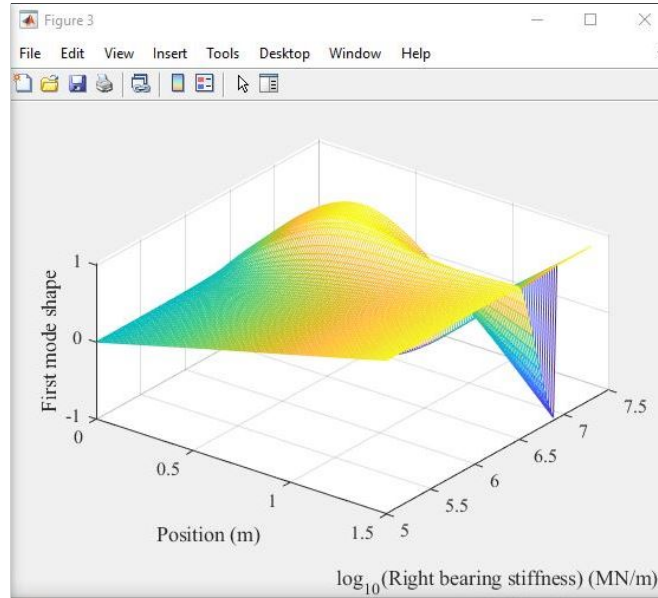 Figure 3
File Edit View Insert Tools Desktop Window Help
1
0
-1
First mode shape
0
0.5
1
1.5
Position (m)
5
5.5
6
6.5
7
7.5
log10(Right bearing stiffness) (MN/m)